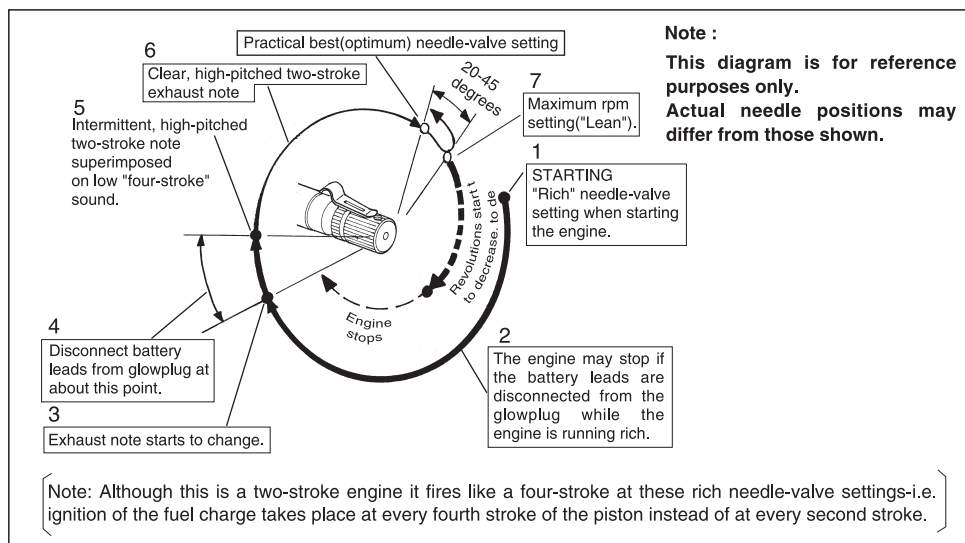 Practical best(optimum) needle-valve setting
Note :
This diagram is for reference
purposes only.
Actual needle positions may
differ from those shown.
6
Clear, high-pitched two-stroke
exhaust note
20-45
degrees
7
Maximum rpm
setting("Lean").
5
Intermittent, high-pitched
two-stroke note
superimposed
on low "four-stroke"
sound.
1
STARTING
"Rich" needle-valve
setting when starting
the engine.
Revolutions start t
to decrease. to de
Engine
stops
4
Disconnect battery
leads from glowplug at
about this point.
2
The engine may stop if
the battery leads are
disconnected from the
glowplug while the
engine is running rich.
3
Exhaust note starts to change.
Note: Although this is a two-stroke engine it fires like a four-stroke at these rich needle-valve settings-i.e.
ignition of the fuel charge takes place at every fourth stroke of the piston instead of at every second stroke.